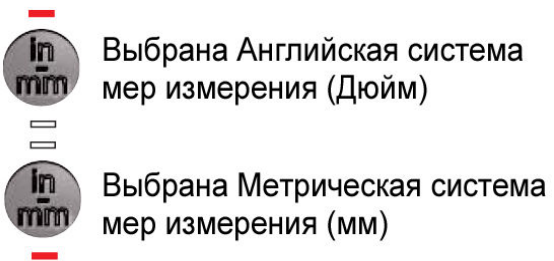 in
mm
Выбрана Английская система
мер измерения (Дюйм)
in
mm
Выбрана Метрическая система
мер измерения (мм)